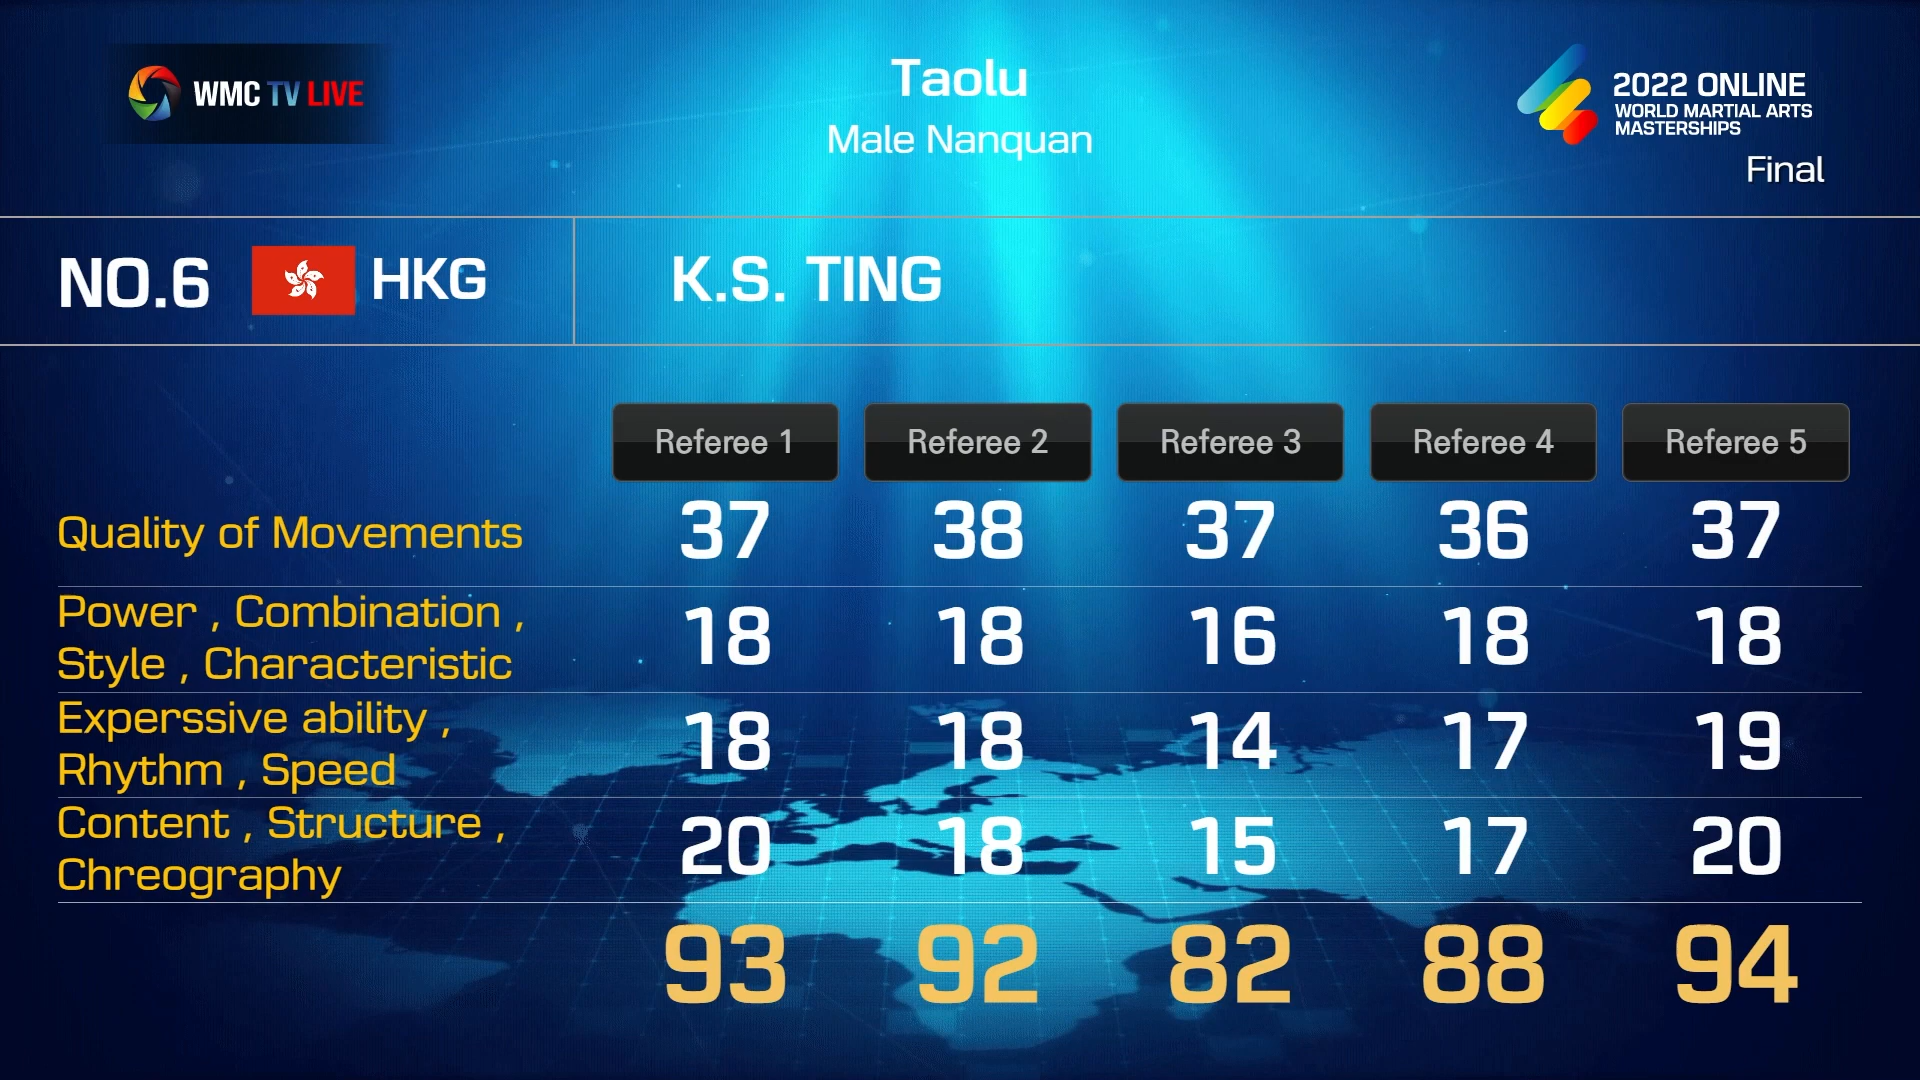 WMC TV LIVE
Taolu
Male Nanquan
2022 ONLINE
WORLD MARTIAL ARTS
MASTERSHIPS
Final
NO.6 HKG K.S. TING
Referee 1 Referee 2 Referee 3 Referee 4 Referee 5
Quality of Movements 37 38 37 36 37
Power , Combination ,
Style , Characteristic 18 18 16 18 18
Experssive ability ,
Rhythm , Speed 18 18 14 17 19
Content , Structure ,
Chreography 20 18 15 17 20
93 92 82 88 94